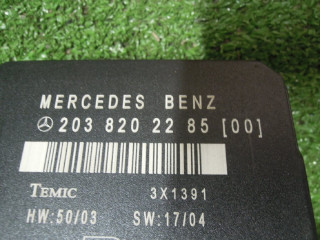 MERCEDES BENZ
203 820 22 85 [00]
TEMIC 3X1391
HW:50/03 SW:17/04